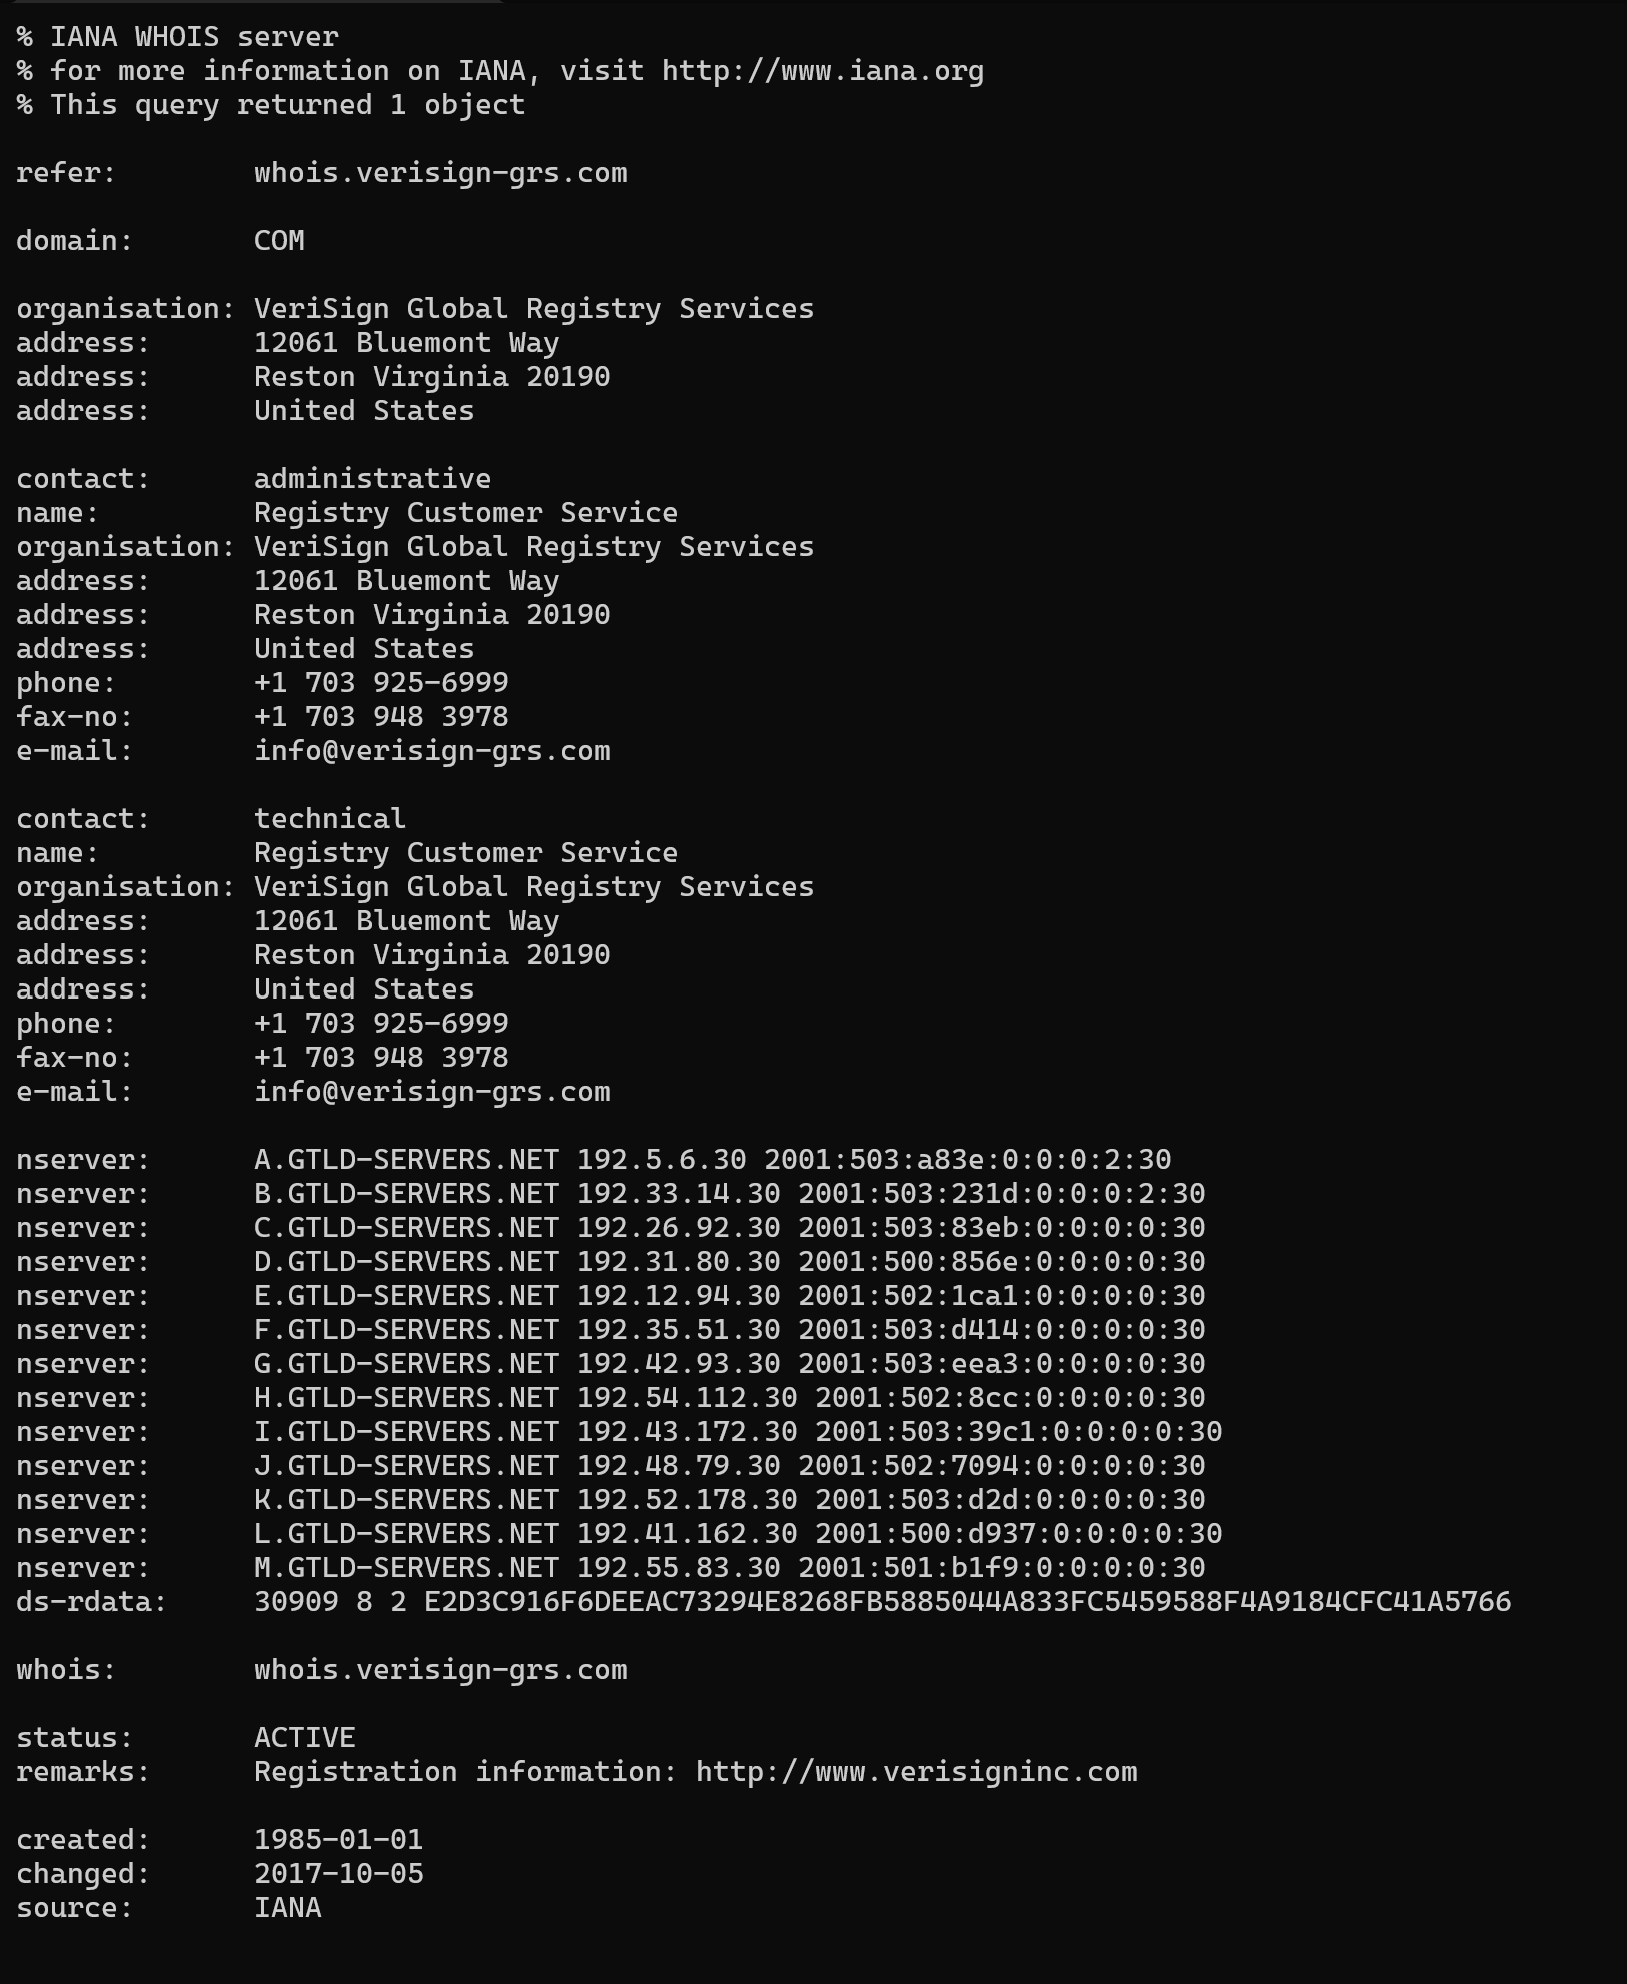 % IANA WHOIS server
% for more information on IANA, visit http://www.iana.org
% This query returned 1 object
refer: whois.verisign-grs.com
domain: COM
organisation: VeriSign Global Registry Services
address: 12061 Bluemont Way
address: Reston Virginia 20190
address: United States
contact: administrative
name: Registry Customer Service
organisation: VeriSign Global Registry Services
address: 12061 Bluemont Way
address: Reston Virginia 20190
address: United States
phone: +1 703 925-6999
fax-no: +1 703 948 3978
e-mail: info@verisign-grs.com
contact: technical
name: Registry Customer Service
organisation: VeriSign Global Registry Services
address: 12061 Bluemont Way
address: Reston Virginia 20190
address: United States
phone: +1 703 925-6999
fax-no: +1 703 948 3978
e-mail: info@verisign-grs.com
nserver: A.GTLD-SERVERS.NET 192.5.6.30 2001:503:a83e:0:0:0:2:30
nserver: B.GTLD-SERVERS.NET 192.33.14.30 2001:503:231d:0:0:0:2:30
nserver: C.GTLD-SERVERS.NET 192.26.92.30 2001:503:83eb:0:0:0:0:30
nserver: D.GTLD-SERVERS.NET 192.31.80.30 2001:500:856e:0:0:0:0:30
nserver: E.GTLD-SERVERS.NET 192.12.94.30 2001:502:1ca1:0:0:0:0:30
nserver: F.GTLD-SERVERS.NET 192.35.51.30 2001:503:d414:0:0:0:0:30
nserver: G.GTLD-SERVERS.NET 192.42.93.30 2001:503:eea3:0:0:0:0:30
nserver: H.GTLD-SERVERS.NET 192.54.112.30 2001:502:8cc:0:0:0:0:30
nserver: I.GTLD-SERVERS.NET 192.43.172.30 2001:503:39c1:0:0:0:0:30
nserver: J.GTLD-SERVERS.NET 192.48.79.30 2001:502:7094:0:0:0:0:30
nserver: K.GTLD-SERVERS.NET 192.52.178.30 2001:503:d2d:0:0:0:0:30
nserver: L.GTLD-SERVERS.NET 192.41.162.30 2001:500:d937:0:0:0:0:30
nserver: M.GTLD-SERVERS.NET 192.55.83.30 2001:501:b1f9:0:0:0:0:30
ds-rdata: 30909 8 2 E2D3C916F6DEEAC73294E8268FB5885044A833FC5459588F4A9184CFC41A5766
whois: whois.verisign-grs.com
status: ACTIVE
remarks: Registration information: http://www.verisigninc.com
created: 1985-01-01
changed: 2017-10-05
source: IANA